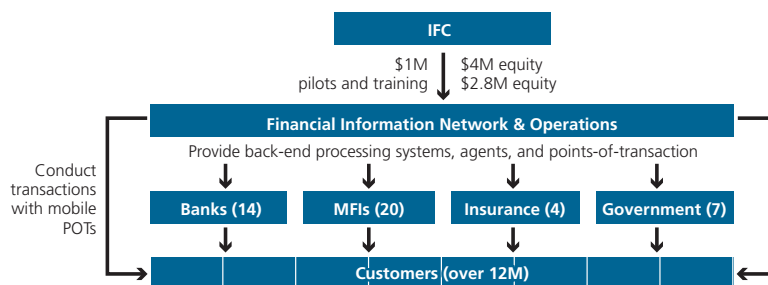 IFC
$1M
pilots and training
$4M equity
$2.8M equity
Financial Information Network & Operations
Provide back-end processing systems, agents, and points-of-transaction
Conduct
transactions
with mobile
POTs
Banks (14)
MFIs (20)
Insurance (4)
Government (7)
Customers (over 12M)